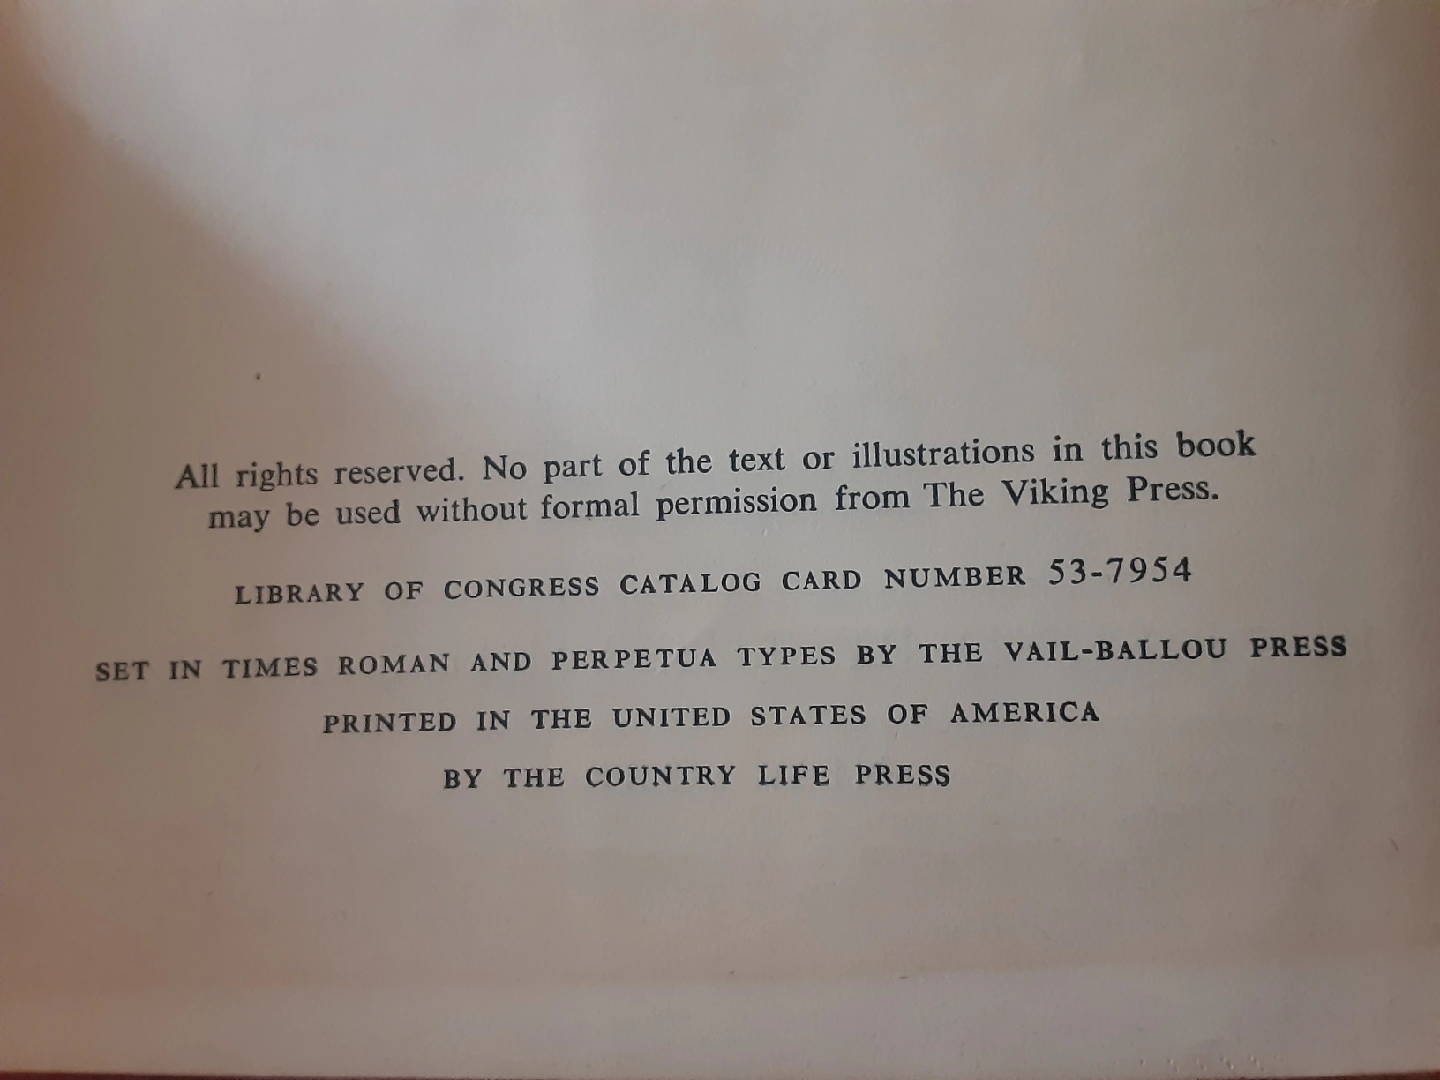 All rights reserved. No part of the text or illustrations in this book
may be used without formal permission from The Viking Press.
LIBRARY OF CONGRESS CATALOG CARD NUMBER 53-7954
SET IN TIMES ROMAN AND PERPETUA TYPES BY THE VAIL-BALLOU PRESS
PRINTED IN THE UNITED STATES OF AMERICA
BY THE COUNTRY LIFE PRESS